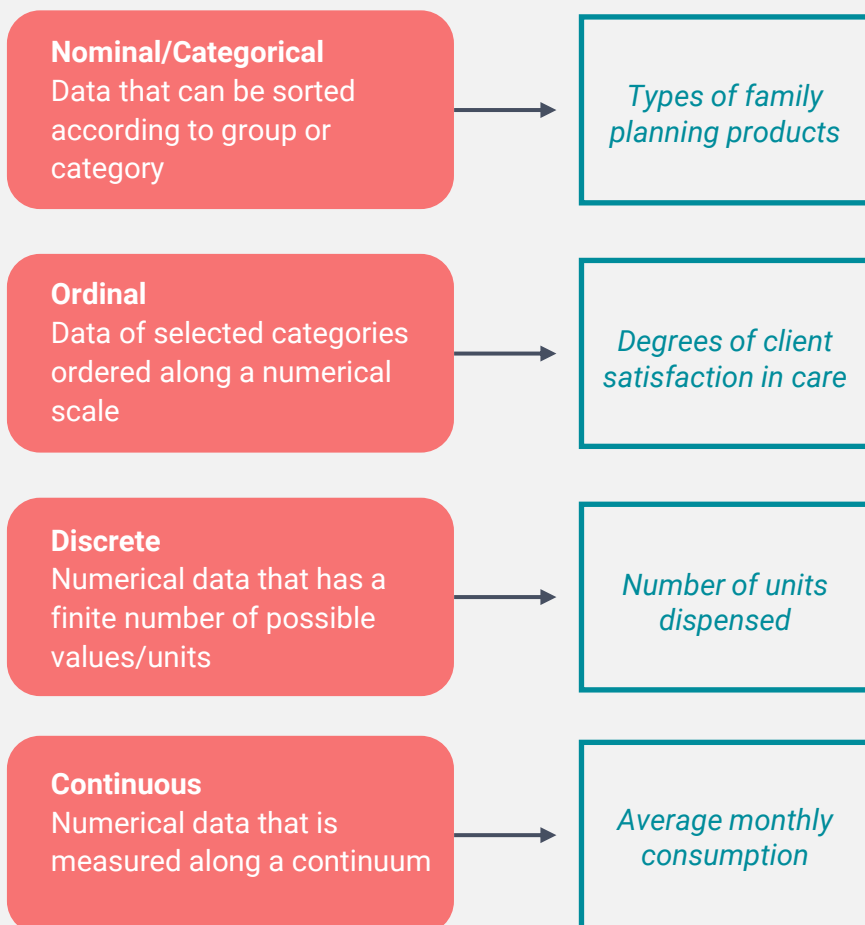 Nominal/Categorical
Data that can be sorted
according to group or
category
Types of family
planning products
Ordinal
Data of selected categories
ordered along a numerical
scale
Degrees of client
satisfaction in care
Discrete
Numerical data that has a
finite number of possible
values/units
Number of units
dispensed
Continuous
Numerical data that is
measured along a continuum
Average monthly
consumption